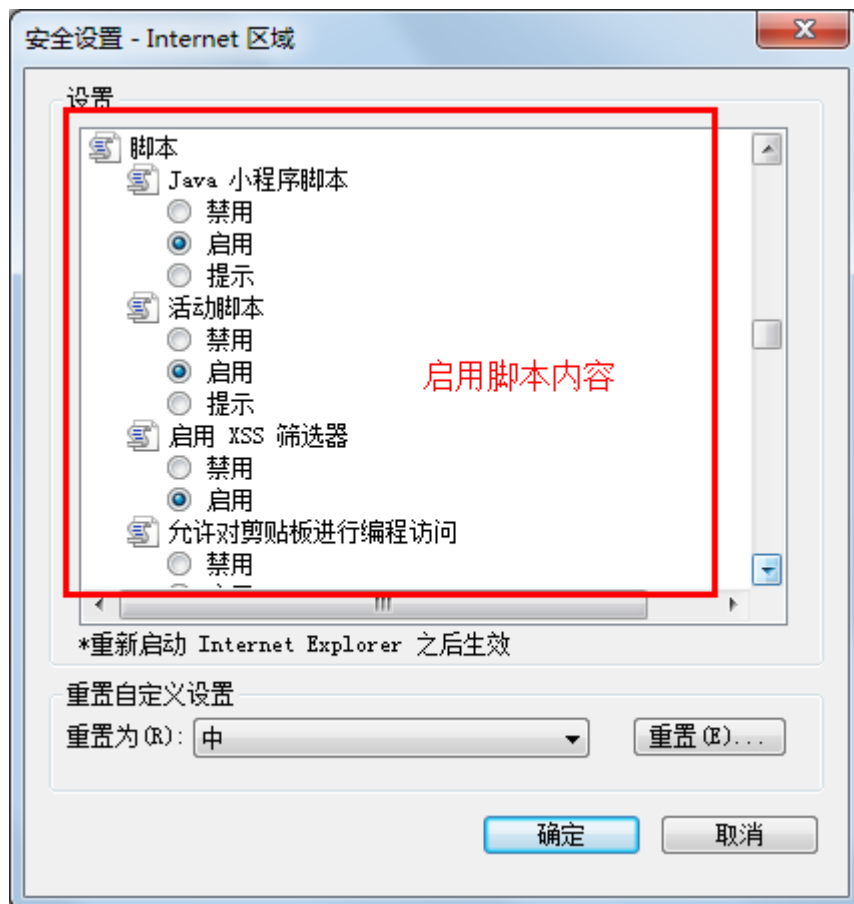 安全设置 - Internet 区域
设置
脚本
Java 小程序脚本
禁用
启用
提示
活动脚本
禁用
启用
启用脚本内容
提示
启用 XSS 筛选器
禁用
启用
允许对剪贴板进行编程访问
禁用
*重新启动 Internet Explorer 之后生效
重置自定义设置
重置为(R): 中 重置(E)...
确定 取消